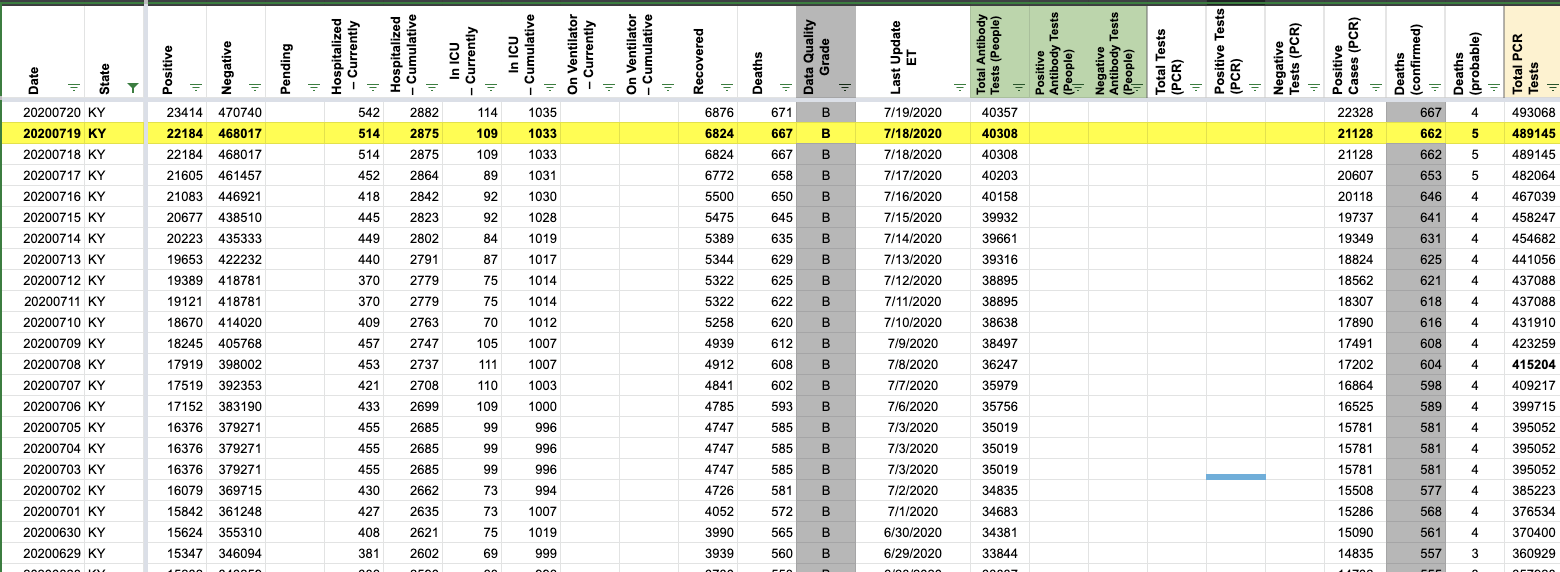 Date State Positive Negative Pending Hospitalized – Currently Hospitalized – Cumulative In ICU – Currently In ICU – Cumulative On Ventilator – Currently On Ventilator – Cumulative Recovered Deaths Data Quality Grade Last Update ET Total Antibody Tests (People) Positive Antibody Tests (People) Negative Antibody Tests (People) Total Tests (PCR) Positive Tests (PCR) Negative Tests (PCR) Positive Cases (PCR) Deaths (confirmed) Deaths (probable) Total PCR Tests
20200720 KY 23414 470740 542 2882 114 1035 6876 671 B 7/19/2020 40357 22328 667 4 493068
20200719 KY 22184 468017 514 2875 109 1033 6824 667 B 7/18/2020 40308 21128 662 5 489145
20200718 KY 22184 468017 514 2875 109 1033 6824 667 B 7/18/2020 40308 21128 662 5 489145
20200717 KY 21605 461457 452 2864 89 1031 6772 658 B 7/17/2020 40203 20607 653 5 482064
20200716 KY 21083 446921 418 2842 92 1030 5500 650 B 7/16/2020 40158 20118 646 4 467039
20200715 KY 20677 438510 445 2823 92 1028 5475 645 B 7/15/2020 39932 19737 641 4 458247
20200714 KY 20223 435333 449 2802 84 1019 5389 635 B 7/14/2020 39661 19349 631 4 454682
20200713 KY 19653 422232 440 2791 87 1017 5344 629 B 7/13/2020 39316 18824 625 4 441056
20200712 KY 19389 418781 370 2779 75 1014 5322 625 B 7/12/2020 38895 18562 621 4 437088
20200711 KY 19121 418781 370 2779 75 1014 5322 622 B 7/11/2020 38895 18307 618 4 437088
20200710 KY 18670 414020 409 2763 70 1012 5258 620 B 7/10/2020 38638 17890 616 4 431910
20200709 KY 18245 405768 457 2747 105 1007 4939 612 B 7/9/2020 38497 17491 608 4 423259
20200708 KY 17919 398002 453 2737 111 1007 4912 608 B 7/8/2020 36247 17202 604 4 415204
20200707 KY 17519 392353 421 2708 110 1003 4841 602 B 7/7/2020 35979 16864 598 4 409217
20200706 KY 17152 383190 433 2699 109 1000 4785 593 B 7/6/2020 35756 16525 589 4 399715
20200705 KY 16376 379271 455 2685 99 996 4747 585 B 7/3/2020 35019 15781 581 4 395052
20200704 KY 16376 379271 455 2685 99 996 4747 585 B 7/3/2020 35019 15781 581 4 395052
20200703 KY 16376 379271 455 2685 99 996 4747 585 B 7/3/2020 35019 15781 581 4 395052
20200702 KY 16079 369715 430 2662 73 994 4726 581 B 7/2/2020 34835 15508 577 4 385223
20200701 KY 15842 361248 427 2635 73 1007 4052 572 B 7/1/2020 34683 15286 568 4 376534
20200630 KY 15624 355310 408 2621 75 1019 3990 565 B 6/30/2020 34381 15090 561 4 370400
20200629 KY 15347 346094 381 2602 69 999 3939 560 B 6/29/2020 33844 14835 557 3 360929